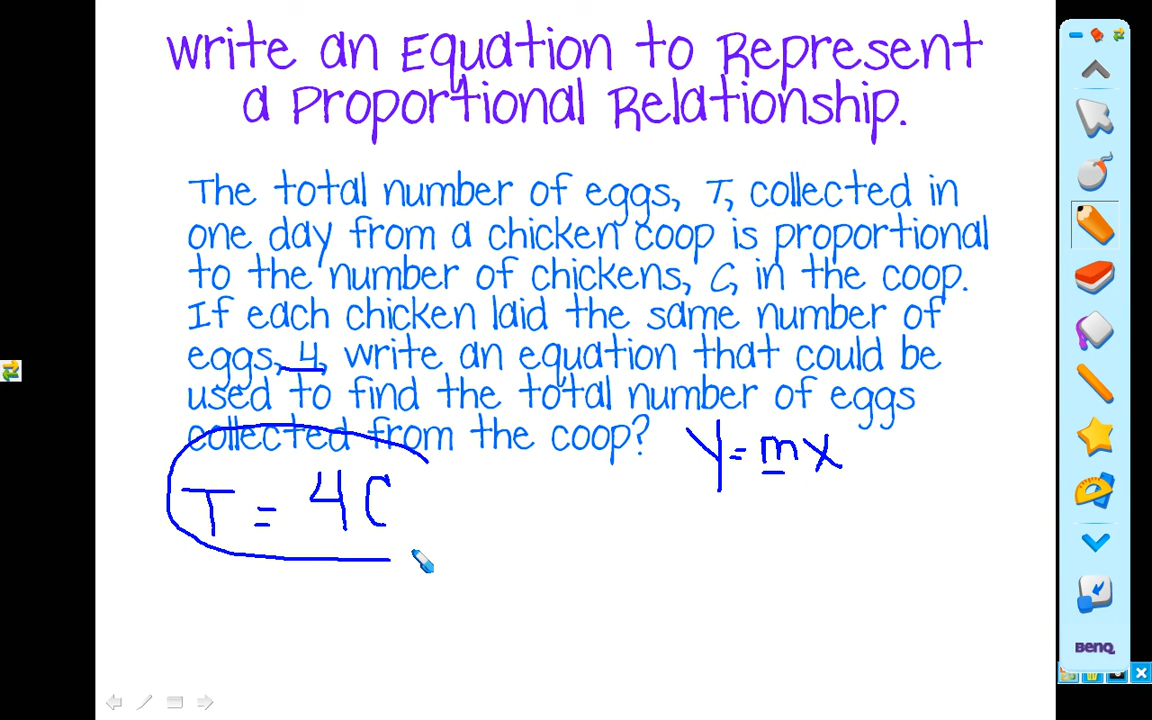 Write an Equation to Represent
a Proportional Relationship.
The total number of eggs, T, collected in
one day from a chicken coop is proportional
to the number of chickens, C, in the coop.
If each chicken laid the same number of
eggs, 4, write an equation that could be
used to find the total number of eggs
collected from the coop?
y = mx
T = 4C
BenQ